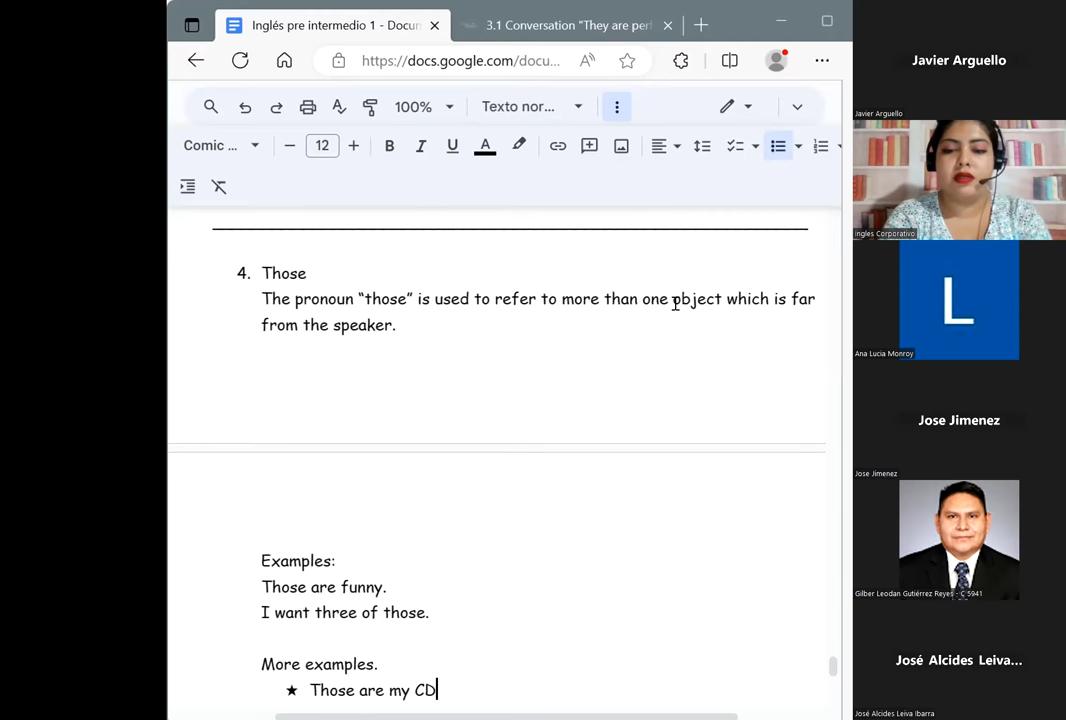 Inglés pre intermedio 1 - Docun
3.1 Conversation "They are per
https://docs.google.com/docu...
100%
Texto nor...
Comic ...
12
4. Those
The pronoun “those” is used to refer to more than one object which is far
from the speaker.
Examples:
Those are funny.
I want three of those.
More examples.
★ Those are my CD
Javier Arguello
Javier Arguello
Ingles Corporativo
L
Ana Lucia Monroy
Jose Jimenez
Jose Jimenez
Gilber Leodan Gutiérrez Reyes - C 5941
José Alcides Leiva...
José Alcides Leiva Ibarra